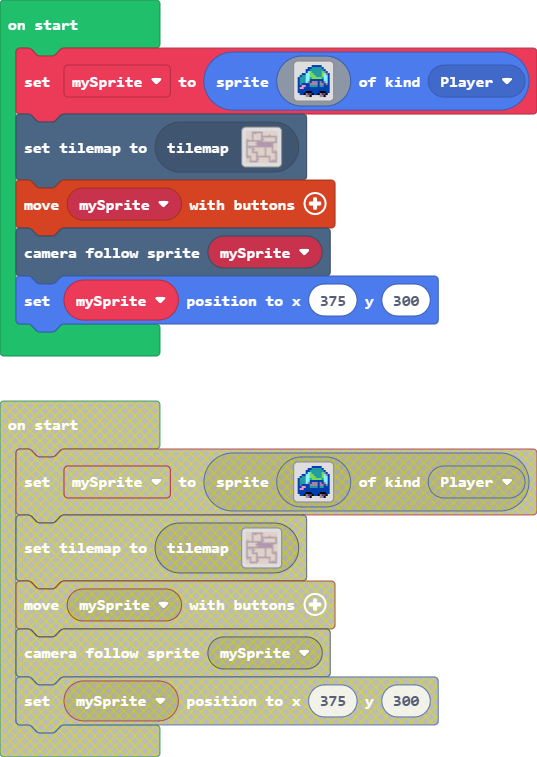 on start
set mySprite to sprite of kind Player
set tilemap to tilemap
move mySprite with buttons
camera follow sprite mySprite
set mySprite position to x 375 y 300
on start
set mySprite to sprite of kind Player
set tilemap to tilemap
move mySprite with buttons
camera follow sprite mySprite
set mySprite position to x 375 y 300